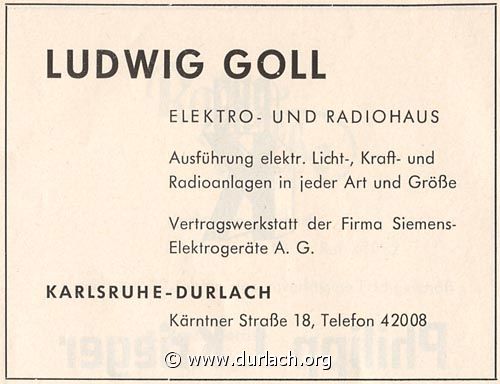 LUDWIG GOLL
ELEKTRO- UND RADIOHAUS
Ausführung elektr. Licht-, Kraft- und
Radioanlagen in jeder Art und Größe
Vertragswerkstatt der Firma Siemens-
Elektrogeräte A. G.
KARLSRUHE-DURLACH
Kärntner Straße 18, Telefon 42008
© www.durlach.org